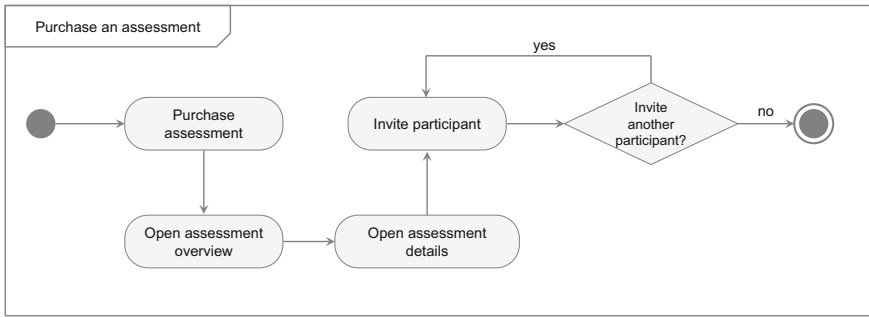 Purchase an assessment
yes
Purchase
assessment
Invite participant
Invite
another
participant?
no
Open assessment
overview
Open assessment
details